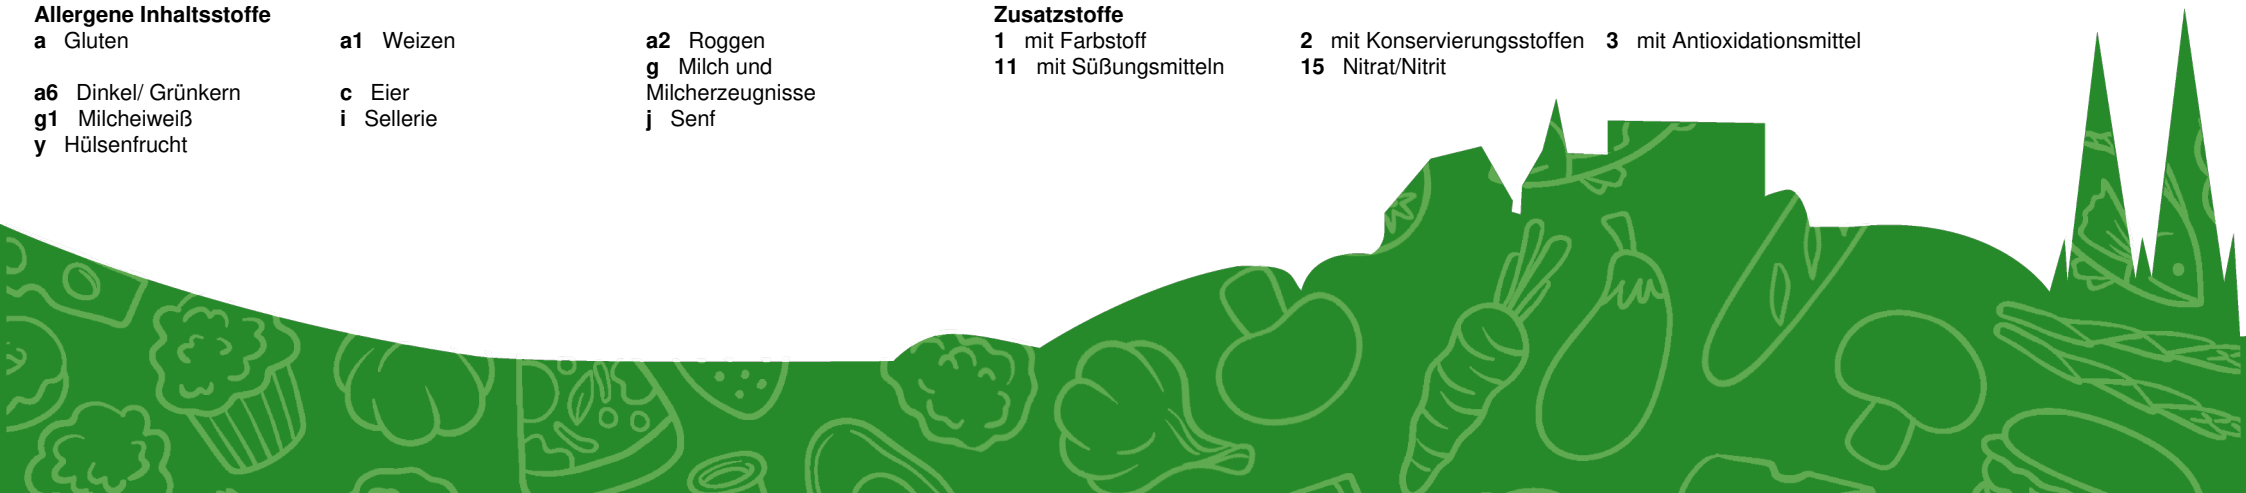 Allergene Inhaltsstoffe
a Gluten a1 Weizen a2 Roggen
g Milch und
a6 Dinkel/ Grünkern c Eier Milcherzeugnisse
g1 Milcheiweiß i Sellerie j Senf
y Hülsenfrucht
Zusatzstoffe
1 mit Farbstoff 2 mit Konservierungsstoffen 3 mit Antioxidationsmittel
11 mit Süßungsmitteln 15 Nitrat/Nitrit